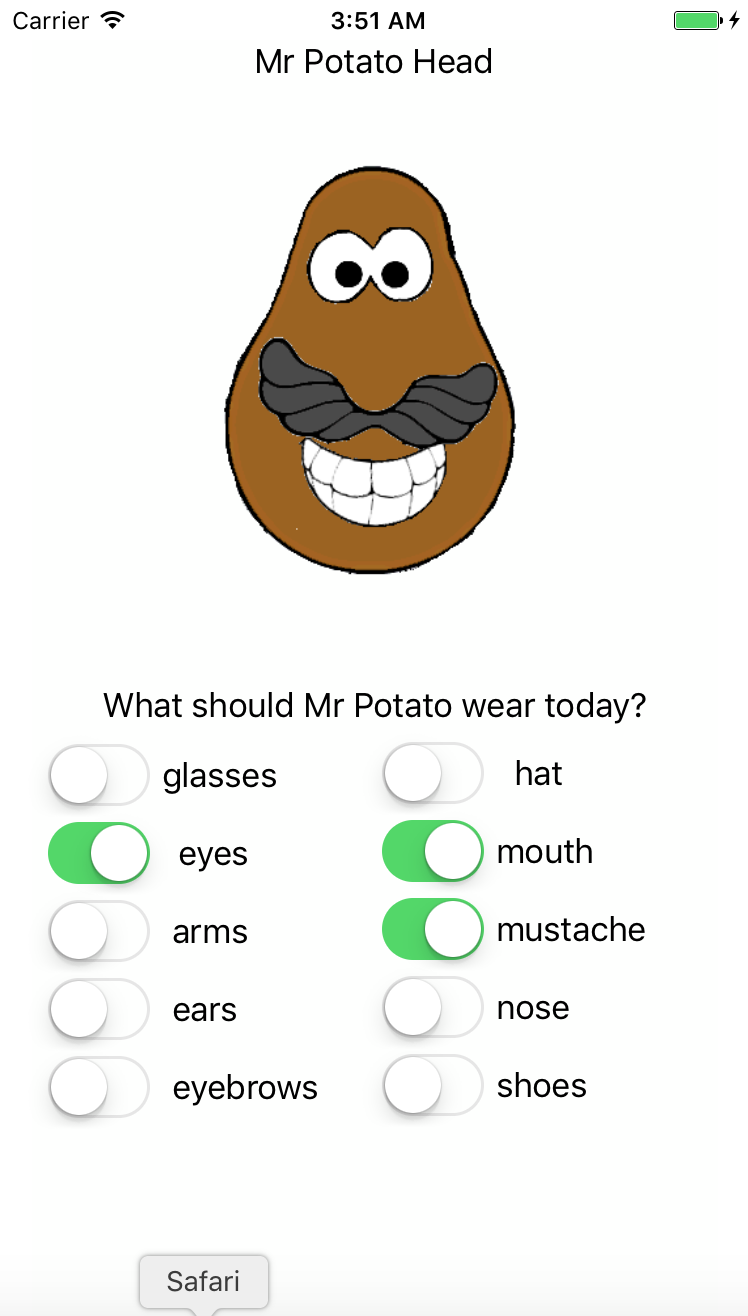 Carrier 3:51 AM
Mr Potato Head
What should Mr Potato wear today?
glasses hat
eyes mouth
arms mustache
ears nose
eyebrows shoes
Safari